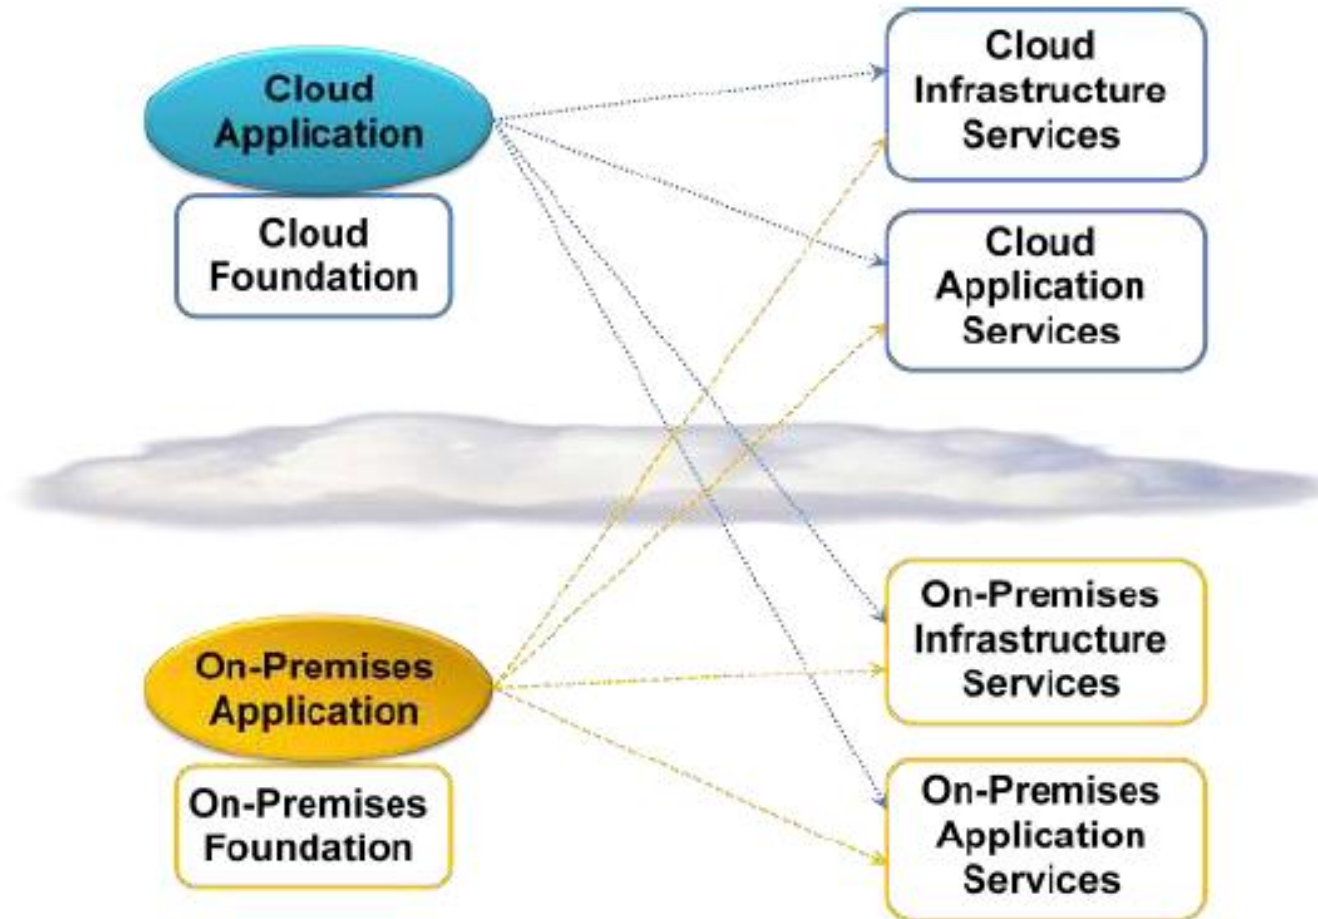 Cloud
Application
Cloud
Foundation
Cloud
Infrastructure
Services
Cloud
Application
Services
On-Premises
Application
On-Premises
Foundation
On-Premises
Infrastructure
Services
On-Premises
Application
Services